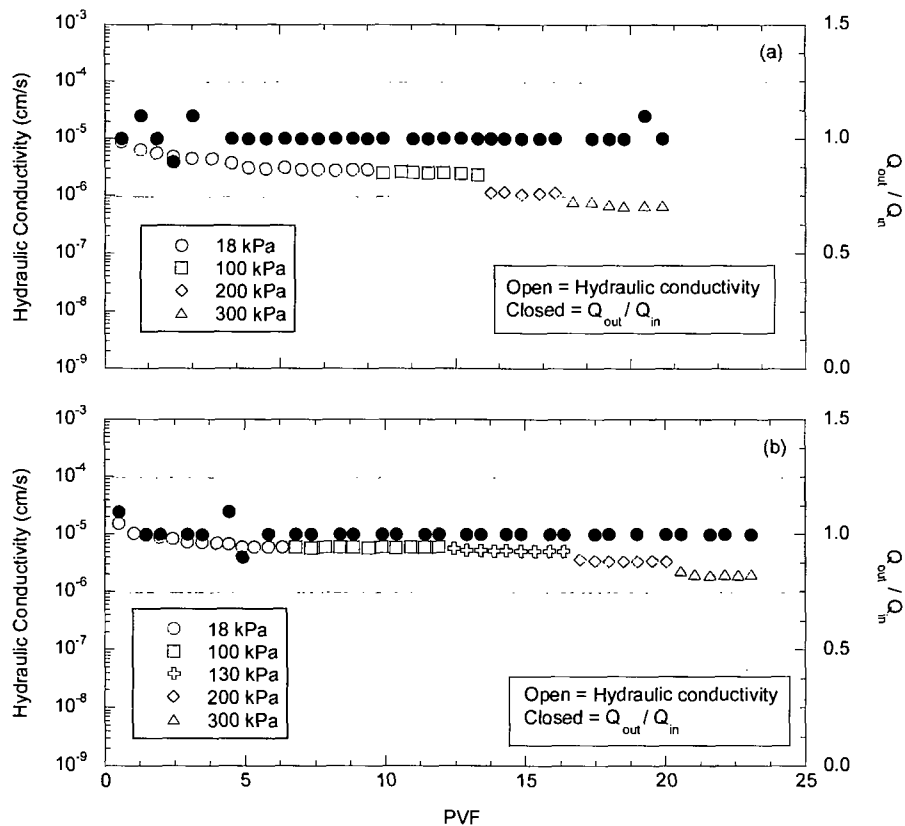 (a)
Hydraulic Conductivity (cm/s)
10⁻³
10⁻⁴
10⁻⁵
10⁻⁶
10⁻⁷
10⁻⁸
10⁻⁹
1.5
1.0
0.5
0.0
Q_out / Q_in
18 kPa
100 kPa
200 kPa
300 kPa
Open = Hydraulic conductivity
Closed = Q_out / Q_in
(b)
Hydraulic Conductivity (cm/s)
10⁻³
10⁻⁴
10⁻⁵
10⁻⁶
10⁻⁷
10⁻⁸
10⁻⁹
1.5
1.0
0.5
0.0
Q_out / Q_in
18 kPa
100 kPa
130 kPa
200 kPa
300 kPa
Open = Hydraulic conductivity
Closed = Q_out / Q_in
0 5 10 15 20 25
PVF